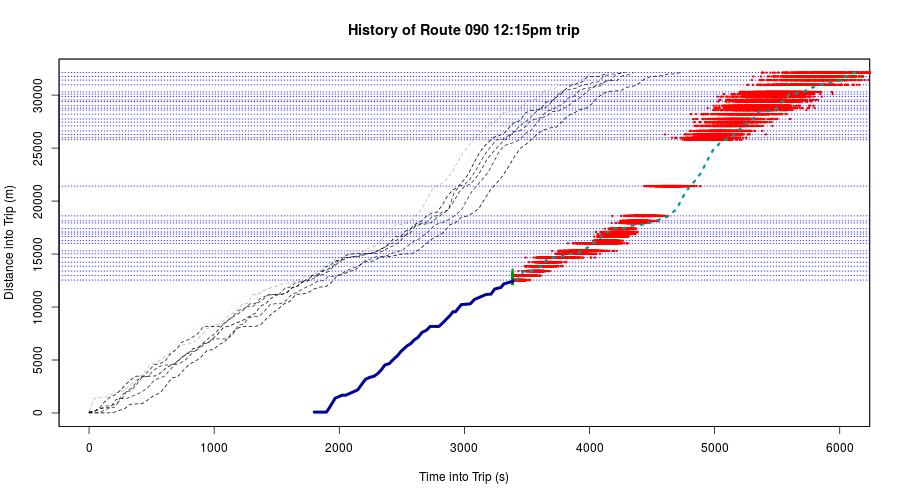 History of Route 090 12:15pm trip
Distance into Trip (m)
30000
25000
20000
15000
10000
5000
0
0 1000 2000 3000 4000 5000 6000
Time into Trip (s)